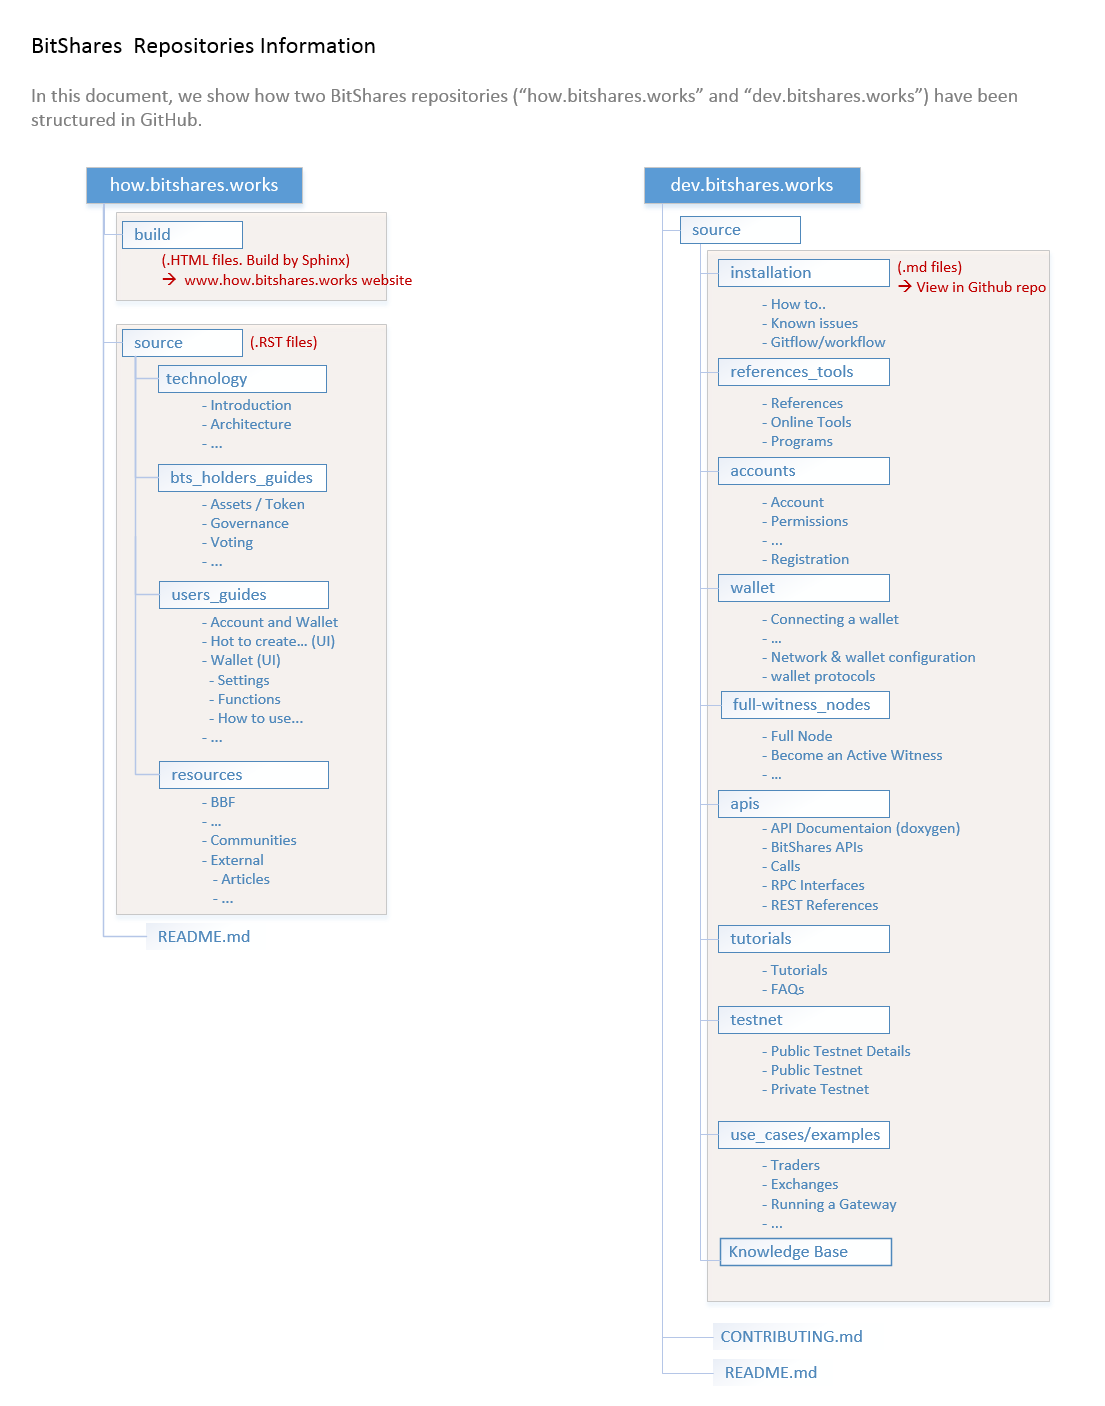 BitShares  Repositories Information
In this document, we show how two BitShares repositories (“how.bitshares.works” and “dev.bitshares.works”) have been
structured in GitHub.
how.bitshares.works
build
(.HTML files. Build by Sphinx)
→ www.how.bitshares.works website
source (.RST files)
technology
- Introduction
- Architecture
- ...
bts_holders_guides
- Assets / Token
- Governance
- Voting
- ...
users_guides
- Account and Wallet
- Hot to create... (UI)
- Wallet (UI)
- Settings
- Functions
- How to use...
- ...
resources
- BBF
- ...
- Communities
- External
- Articles
- ...
README.md
dev.bitshares.works
source
installation (.md files)
→ View in Github repo
- How to..
- Known issues
- Gitflow/workflow
references_tools
- References
- Online Tools
- Programs
accounts
- Account
- Permissions
- ...
- Registration
wallet
- Connecting a wallet
- ...
- Network & wallet configuration
- wallet protocols
full-witness_nodes
- Full Node
- Become an Active Witness
- ...
apis
- API Documentaion (doxygen)
- BitShares APIs
- Calls
- RPC Interfaces
- REST References
tutorials
- Tutorials
- FAQs
testnet
- Public Testnet Details
- Public Testnet
- Private Testnet
use_cases/examples
- Traders
- Exchanges
- Running a Gateway
- ...
Knowledge Base
CONTRIBUTING.md
README.md